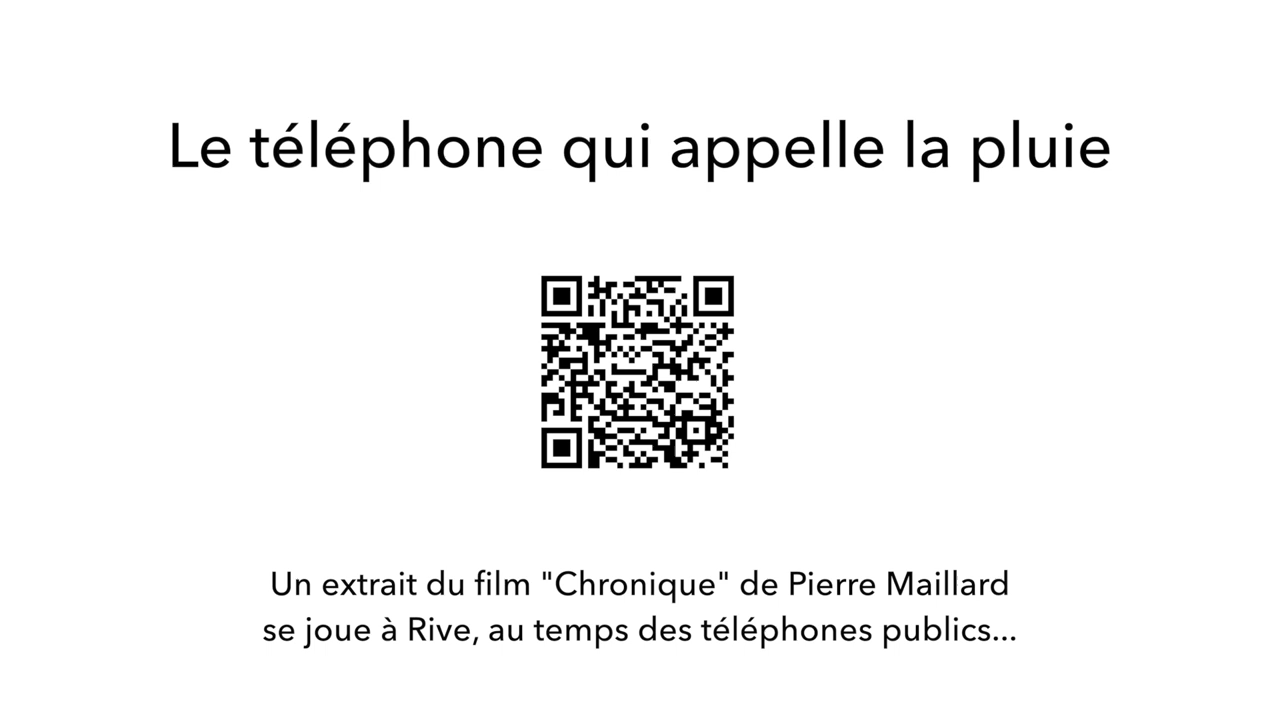 Le téléphone qui appelle la pluie
Un extrait du film "Chronique" de Pierre Maillard
se joue à Rive, au temps des téléphones publics...